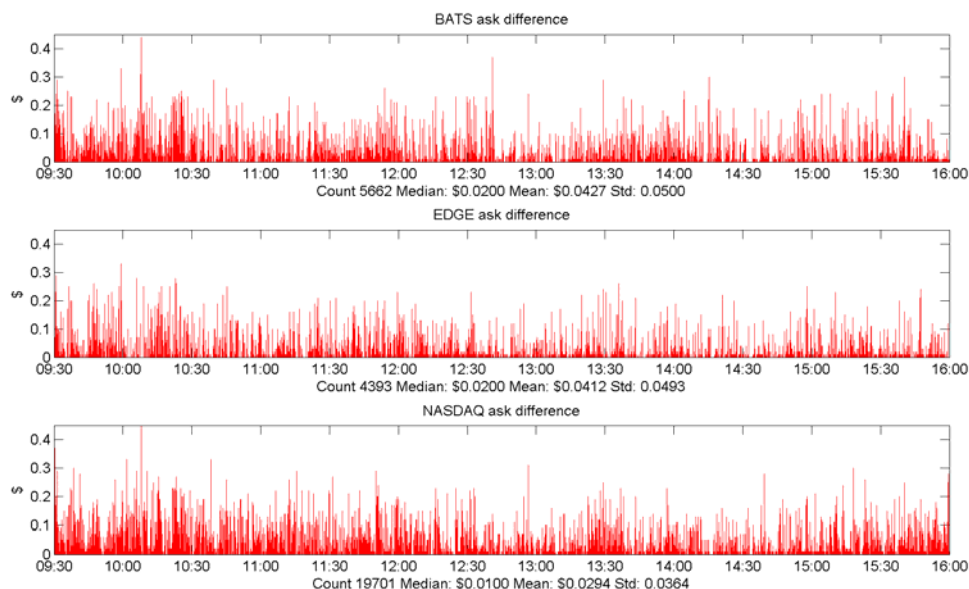 BATS ask difference
0.4
0.3
0.2
0.1
0
$
09:30 10:00 10:30 11:00 11:30 12:00 12:30 13:00 13:30 14:00 14:30 15:00 15:30 16:00
Count 5662 Median: $0.0200 Mean: $0.0427 Std: 0.0500
EDGE ask difference
0.4
0.3
0.2
0.1
0
$
09:30 10:00 10:30 11:00 11:30 12:00 12:30 13:00 13:30 14:00 14:30 15:00 15:30 16:00
Count 4393 Median: $0.0200 Mean: $0.0412 Std: 0.0493
NASDAQ ask difference
0.4
0.3
0.2
0.1
0
$
09:30 10:00 10:30 11:00 11:30 12:00 12:30 13:00 13:30 14:00 14:30 15:00 15:30 16:00
Count 19701 Median: $0.0100 Mean: $0.0294 Std: 0.0364